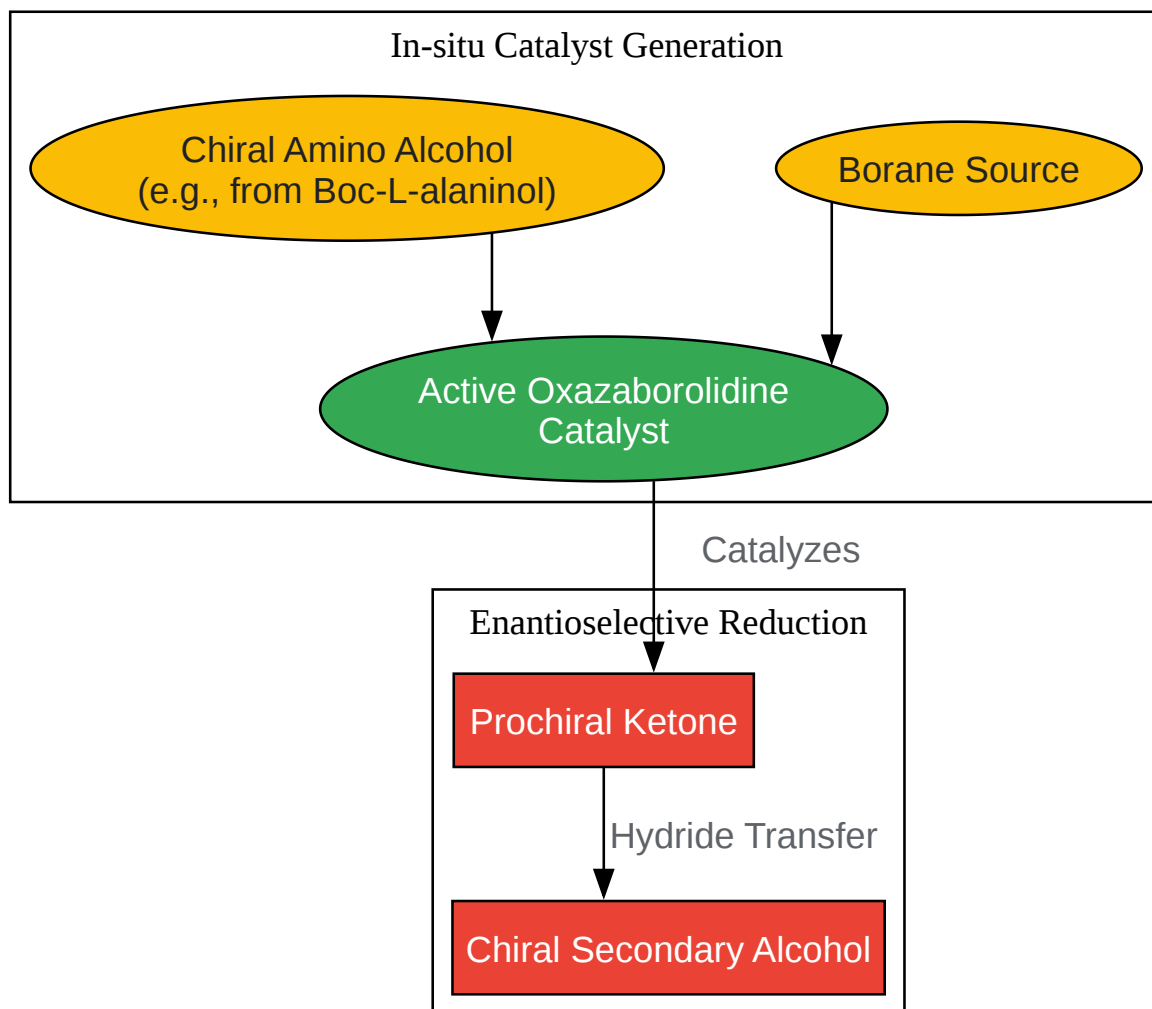 In-situ Catalyst Generation
Chiral Amino Alcohol
(e.g., from Boc-L-alaninol)
Borane Source
Active Oxazaborolidine
Catalyst
Catalyzes
Enantioselective Reduction
Prochiral Ketone
Hydride Transfer
Chiral Secondary Alcohol